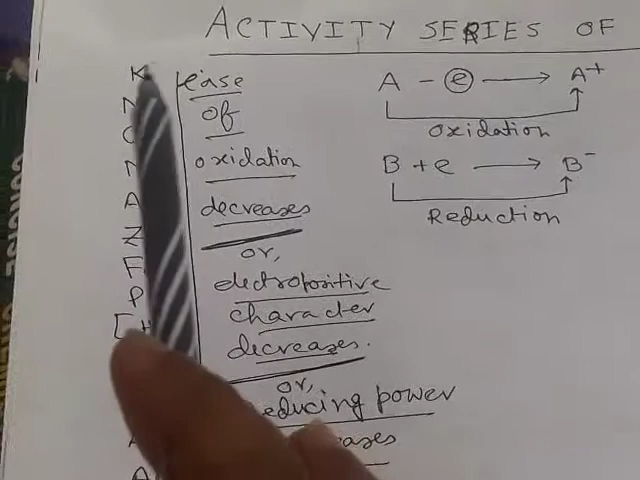 ACTIVITY SERIES OF
K
ease
of
oxidation
decreases
or,
electropositive
character
decreases.
or,
reducing power
A - e → A+
Oxidation
B + e → B-
Reduction